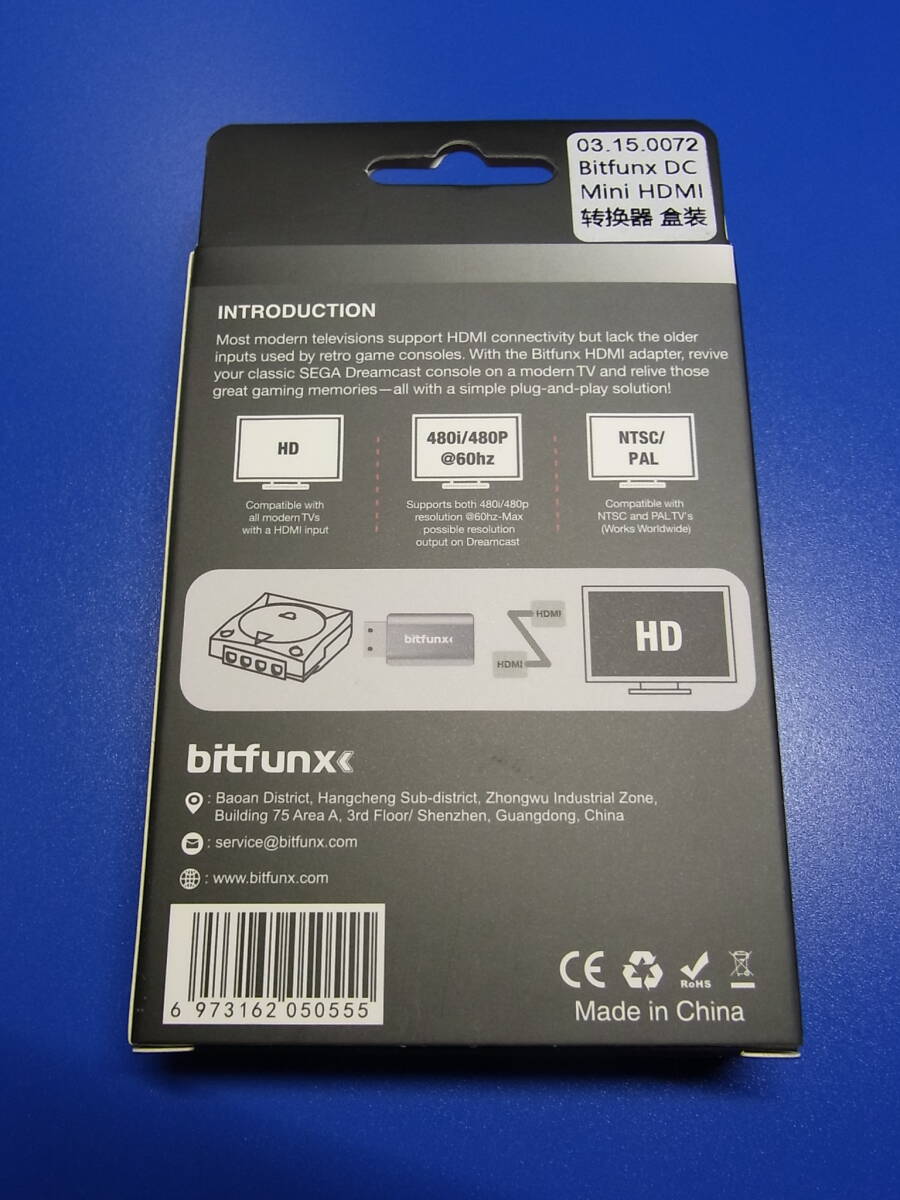 03.15.0072
Bitfunx DC
Mini HDMI
转换器 盒装
INTRODUCTION
Most modern televisions support HDMI connectivity but lack the older
inputs used by retro game consoles. With the Bitfunx HDMI adapter, revive
your classic SEGA Dreamcast console on a modern TV and relive those
great gaming memories—all with a simple plug-and-play solution!
HD
Compatible with
all modern TVs
with a HDMI input
480i/480P
@60hz
Supports both 480i/480p
resolution @60hz-Max
possible resolution
output on Dreamcast
NTSC/
PAL
Compatible with
NTSC and PAL TV's
(Works Worldwide)
bitfunx
HDMI
HDMI
HD
bitfunx
: Baoan District, Hangcheng Sub-district, Zhongwu Industrial Zone,
Building 75 Area A, 3rd Floor/ Shenzhen, Guangdong, China
: service@bitfunx.com
: www.bitfunx.com
6 973162 050555
CE
RoHS
Made in China